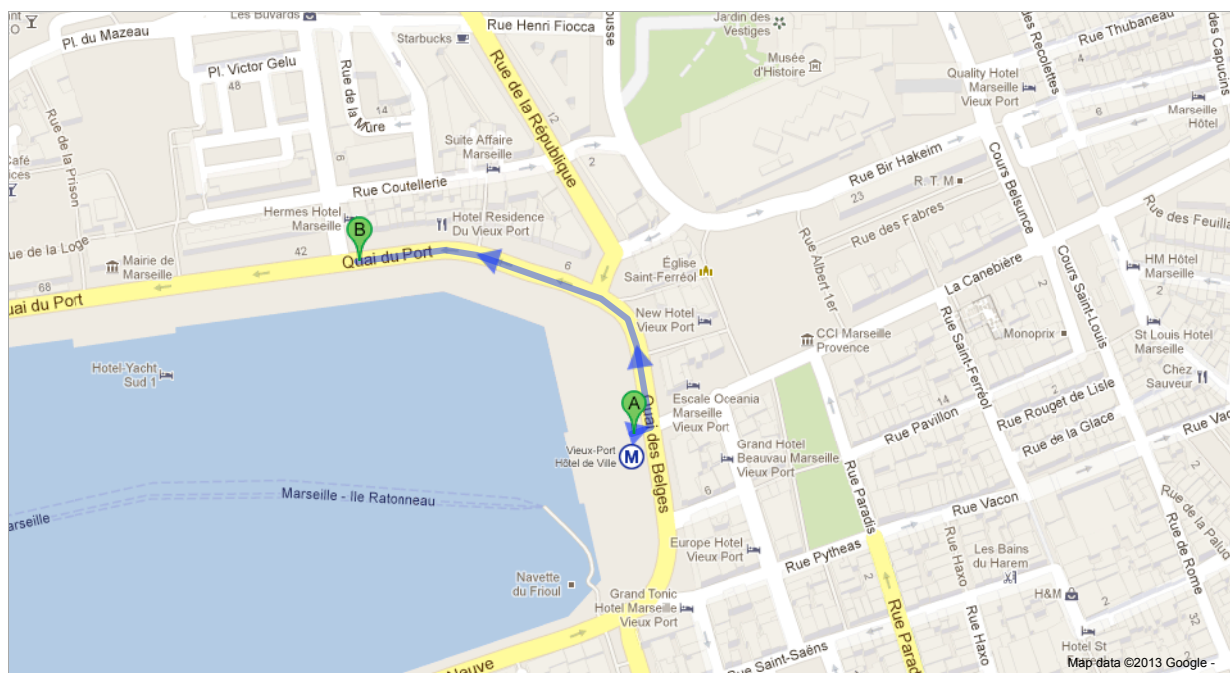 Les Buvards
Rue Henri Fiocca
Jardin des
Vestiges
Rue Thubaneau
Pl. du Mazeau
Starbucks
Pl. Victor Gelu
48
Rue de la Mure
14
Rue de la République
12
Musée
d'Histoire
Quality Hotel
Marseille
Vieux Port
4
6
Marseille
Hôtel
des Capucins
Rue de la Prison
Café
6
Suite Affaire
Marseille
2
Rue Bir Hakeim
23
R. T. M
Cours Belsunce
Rue Coutellerie
Hermes Hotel
Marseille
Hotel Residence
Du Vieux Port
Rue des Fabres
Rue de la Loge
B
42
Quai du Port
6
Mairie de
Marseille
68
Quai du Port
Église
Saint-Ferréol
Rue Albert 1er
La Canebière
Cours Saint-Louis
HM Hôtel
Marseille
2
New Hotel
Vieux Port
CCI Marseille
Provence
2
Monoprix
St Louis Hotel
Marseille
Hotel-Yacht
Sud 1
Rue Saint-Ferréol
Chez
Sauveur
A
Escale Oceania
Marseille
Vieux Port
14
Rue Pavillon
Rue Rouget de Lisle
Rue de la Glace
Quai des Belges
Vieux-Port
Hôtel de Ville
M
Grand Hotel
Beauvau Marseille
Vieux Port
Rue Paradis
6
Rue Vacon
Marseille - Ile Ratonneau
Europe Hotel
Vieux Port
Rue Pytheas
Rue Haxo
Les Bains
du Harem
Rue de Rome
Navette
du Frioul
Grand Tonic
Hotel Marseille
Vieux Port
2
H&M
2
32
Rue Haxo
Rue Saint-Saëns
Hotel St
Map data ©2013 Google -